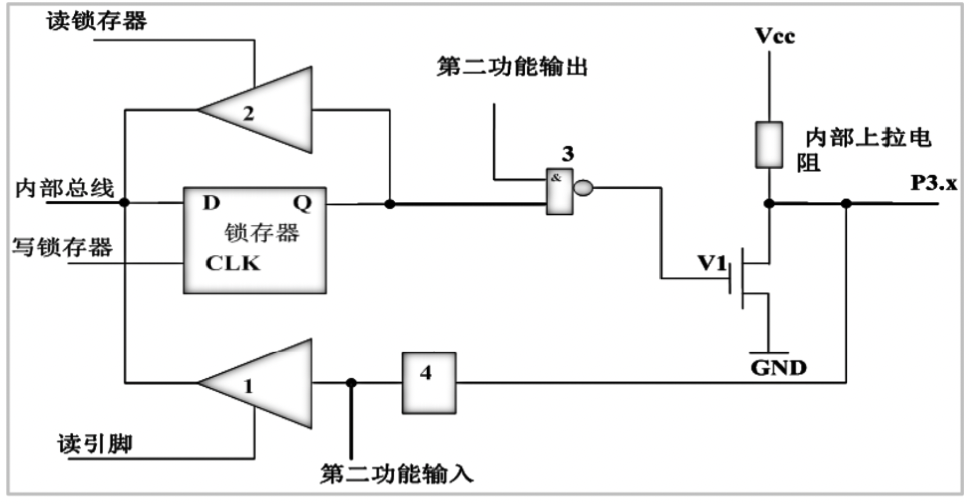 读锁存器
Vcc
第二功能输出
2
内部上拉电
阻
3
&
P3.x
内部总线
D
Q
锁存器
写锁存器
CLK
V1
GND
1
4
读引脚
第二功能输入